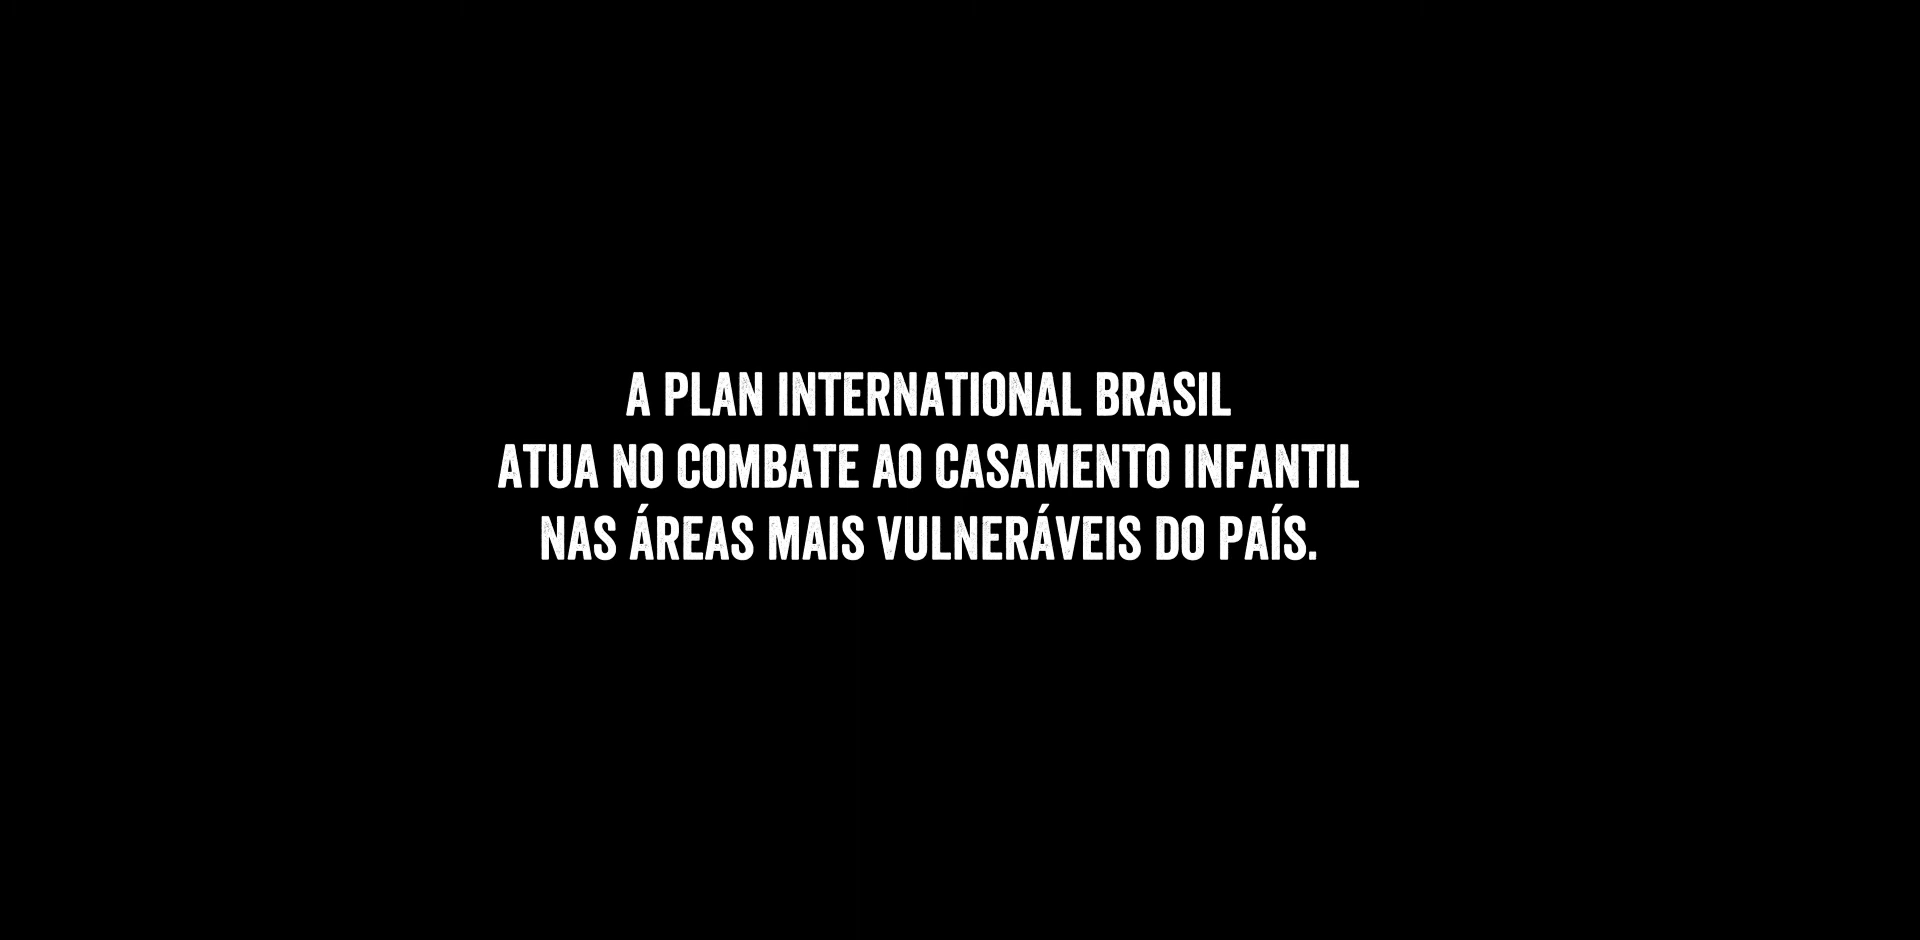 A PLAN INTERNATIONAL BRASIL
ATUA NO COMBATE AO CASAMENTO INFANTIL
NAS ÁREAS MAIS VULNERÁVEIS DO PAÍS.